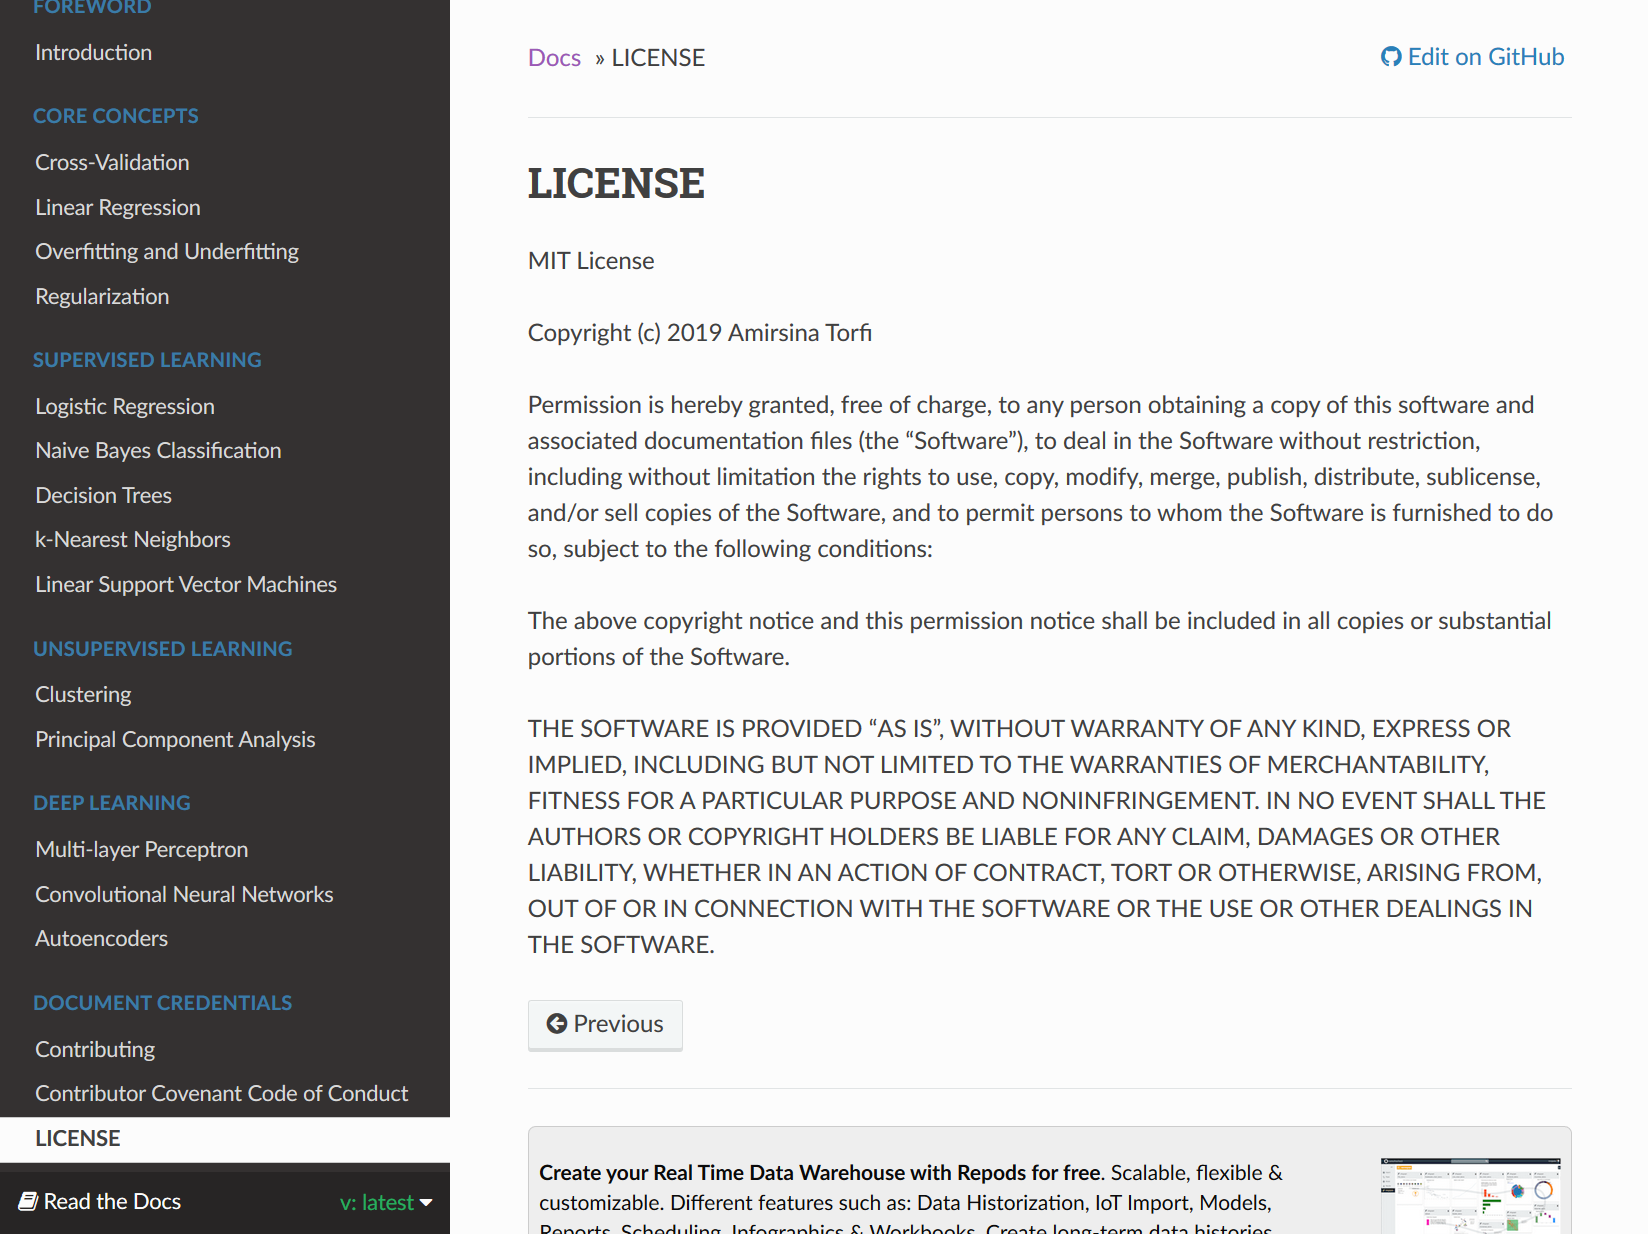 FOREWORD
Introduction
CORE CONCEPTS
Cross-Validation
Linear Regression
Overfitting and Underfitting
Regularization
SUPERVISED LEARNING
Logistic Regression
Naive Bayes Classification
Decision Trees
k-Nearest Neighbors
Linear Support Vector Machines
UNSUPERVISED LEARNING
Clustering
Principal Component Analysis
DEEP LEARNING
Multi-layer Perceptron
Convolutional Neural Networks
Autoencoders
DOCUMENT CREDENTIALS
Contributing
Contributor Covenant Code of Conduct
LICENSE
Read the Docs
v: latest
Docs » LICENSE
Edit on GitHub
LICENSE
MIT License
Copyright (c) 2019 Amirsina Torfi
Permission is hereby granted, free of charge, to any person obtaining a copy of this software and
associated documentation files (the “Software”), to deal in the Software without restriction,
including without limitation the rights to use, copy, modify, merge, publish, distribute, sublicense,
and/or sell copies of the Software, and to permit persons to whom the Software is furnished to do
so, subject to the following conditions:
The above copyright notice and this permission notice shall be included in all copies or substantial
portions of the Software.
THE SOFTWARE IS PROVIDED “AS IS”, WITHOUT WARRANTY OF ANY KIND, EXPRESS OR
IMPLIED, INCLUDING BUT NOT LIMITED TO THE WARRANTIES OF MERCHANTABILITY,
FITNESS FOR A PARTICULAR PURPOSE AND NONINFRINGEMENT. IN NO EVENT SHALL THE
AUTHORS OR COPYRIGHT HOLDERS BE LIABLE FOR ANY CLAIM, DAMAGES OR OTHER
LIABILITY, WHETHER IN AN ACTION OF CONTRACT, TORT OR OTHERWISE, ARISING FROM,
OUT OF OR IN CONNECTION WITH THE SOFTWARE OR THE USE OR OTHER DEALINGS IN
THE SOFTWARE.
Previous
Create your Real Time Data Warehouse with Repods for free. Scalable, flexible &
customizable. Different features such as: Data Historization, IoT Import, Models,
Reports, Scheduling, Infographics & Workbooks. Create long-term data histories